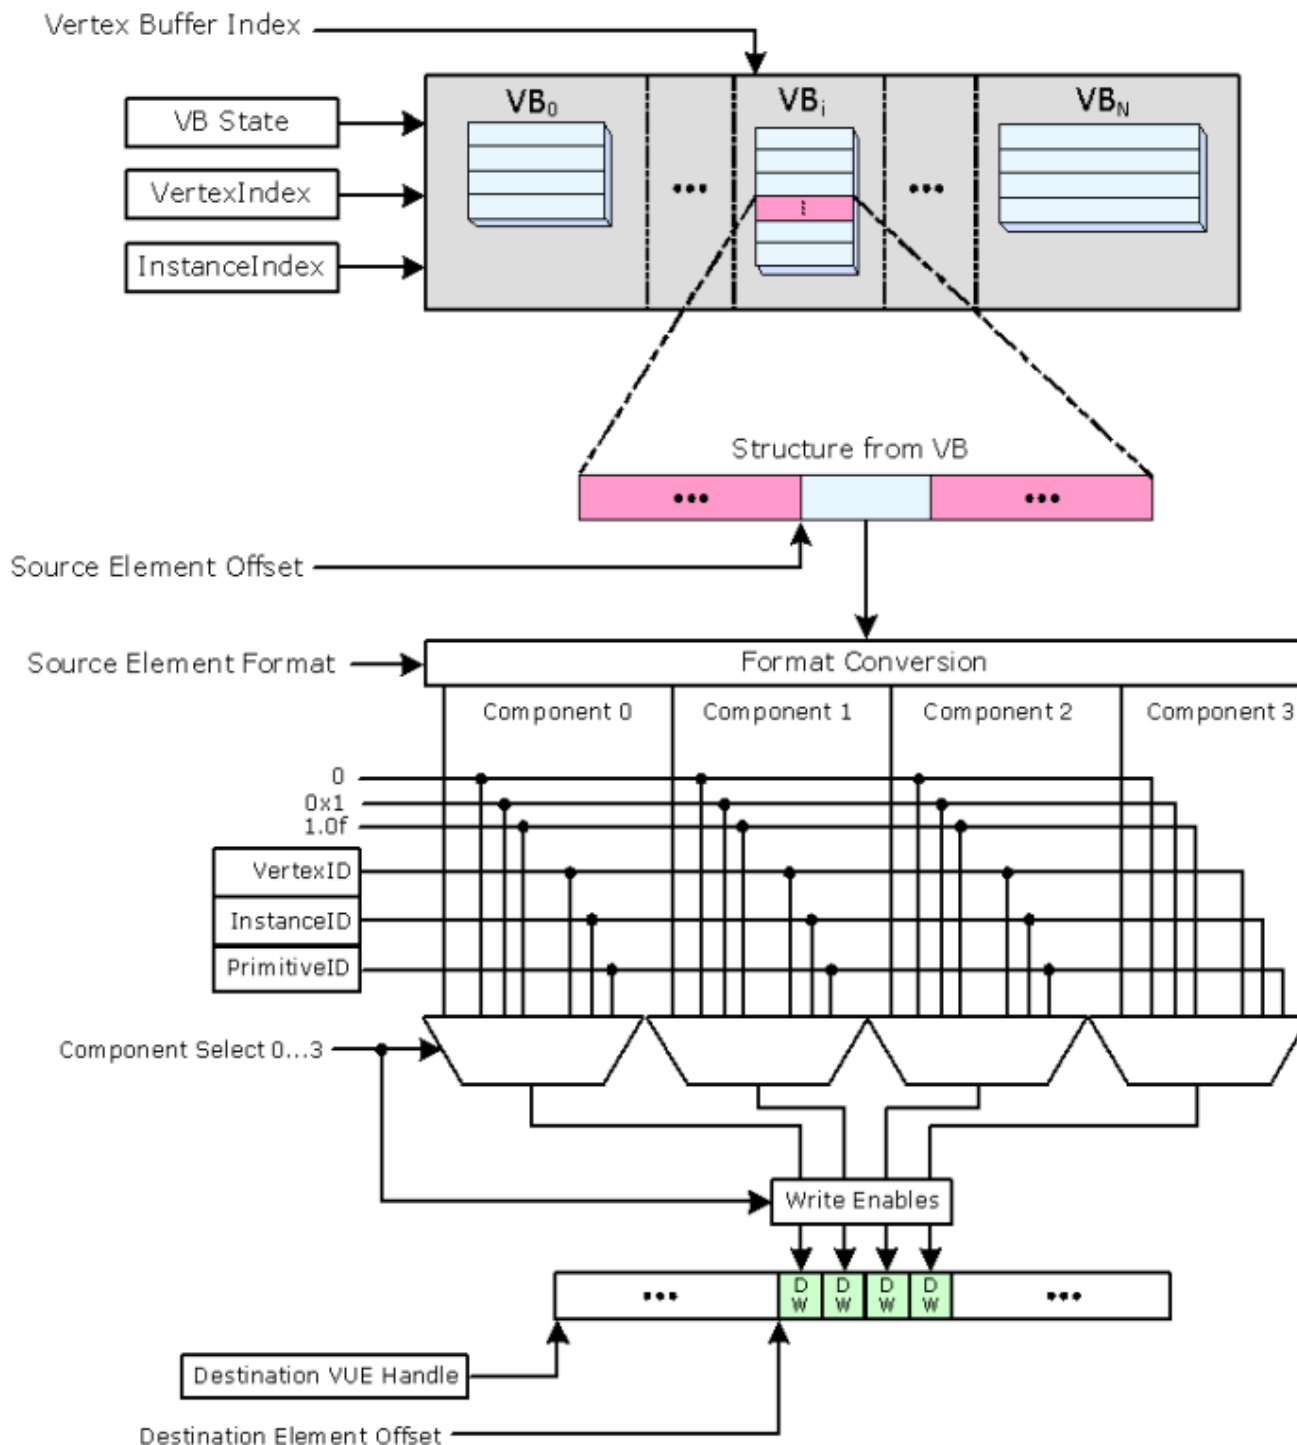 Vertex Buffer Index
VB0
VBi
VBN
VB State
VertexIndex
InstanceIndex
•••
•••
Structure from VB
•••
•••
Source Element Offset
Source Element Format
Format Conversion
Component 0
Component 1
Component 2
Component 3
0
0x1
1.0f
VertexID
InstanceID
PrimitiveID
Component Select 0...3
Write Enables
•••
DW
DW
DW
DW
•••
Destination VUE Handle
Destination Element Offset